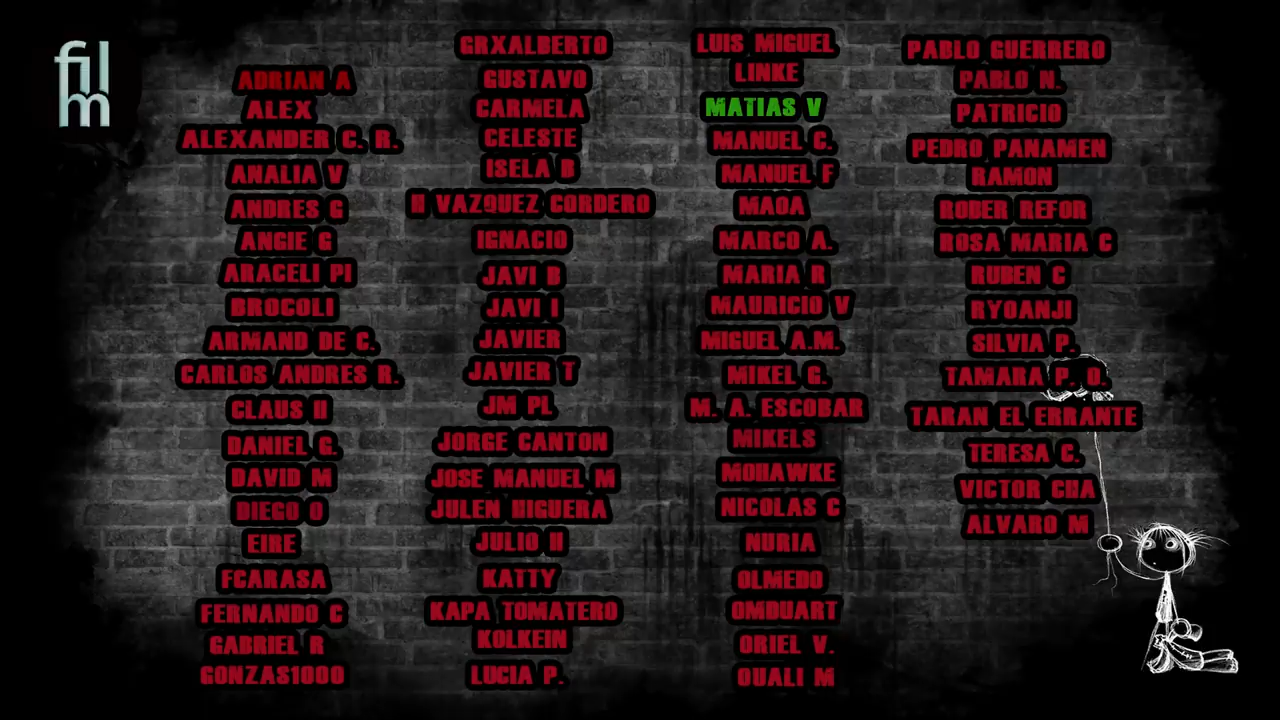 film
ADRIAN A
ALEX
ALEXANDER C. R.
ANALIA V
ANDRES G
ANGIE G
ARACELI PI
BROCOLI
ARMAND DE C.
CARLOS ANDRES R.
CLAUS H
DANIEL G.
DAVID M
DIEGO O
EIRE
FCARASA
FERNANDO C
GABRIEL R
GONZAS1000
GRXALBERTO
GUSTAVO
CARMELA
CELESTE
ISELA B
H VAZQUEZ CORDERO
IGNACIO
JAVI B
JAVI I
JAVIER
JAVIER T
JM PL
JORGE CANTON
JOSE MANUEL M
JULEN HIGUERA
JULIO H
KATTY
KAPA TOMATERO
KOLKEIN
LUCIA P.
LUIS MIGUEL
LINKE
MATIAS V
MANUEL C.
MANUEL F
MAOA
MARCO A.
MARIA R
MAURICIO V
MIGUEL A.M.
MIKEL G.
M. A. ESCOBAR
MIKELS
MOHAWKE
NICOLAS C
NURIA
OLMEDO
OMDUART
ORIEL V.
OUALI M
PABLO GUERRERO
PABLO N.
PATRICIO
PEDRO PANAMEN
RAMON
ROBER REFOR
ROSA MARIA C
RUBEN C
RYOANJI
SILVIA P.
TAMARA P. O.
TARAN EL ERRANTE
TERESA C.
VICTOR CHA
ALVARO M